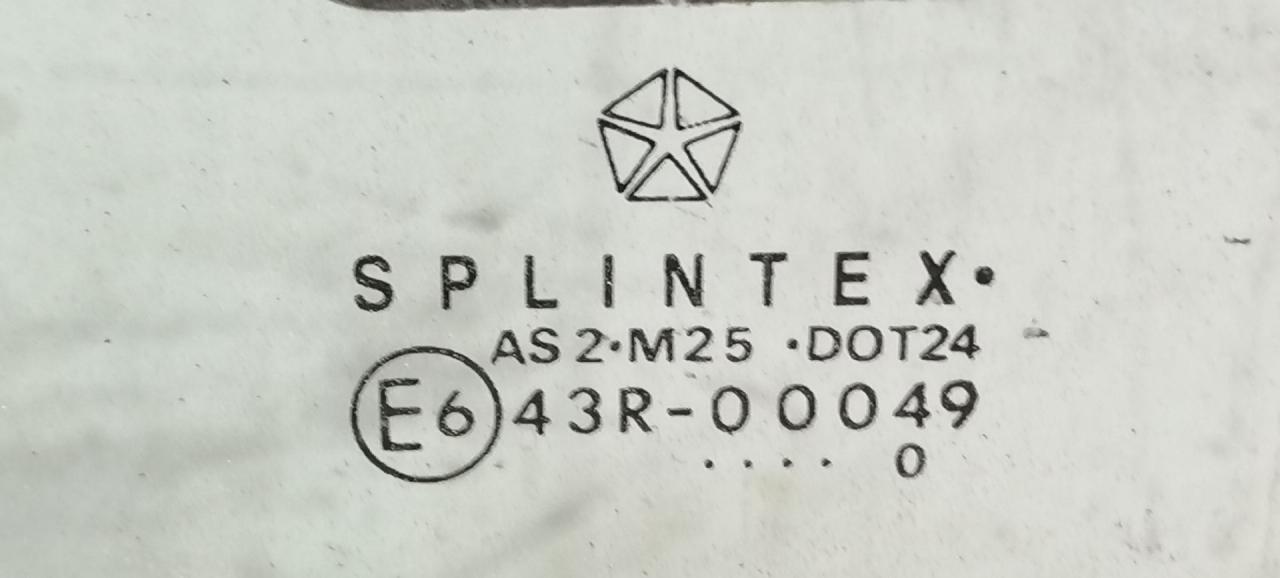 SPLINTEX•
AS2•M25 •DOT24
E6 43R-00049
.... 0